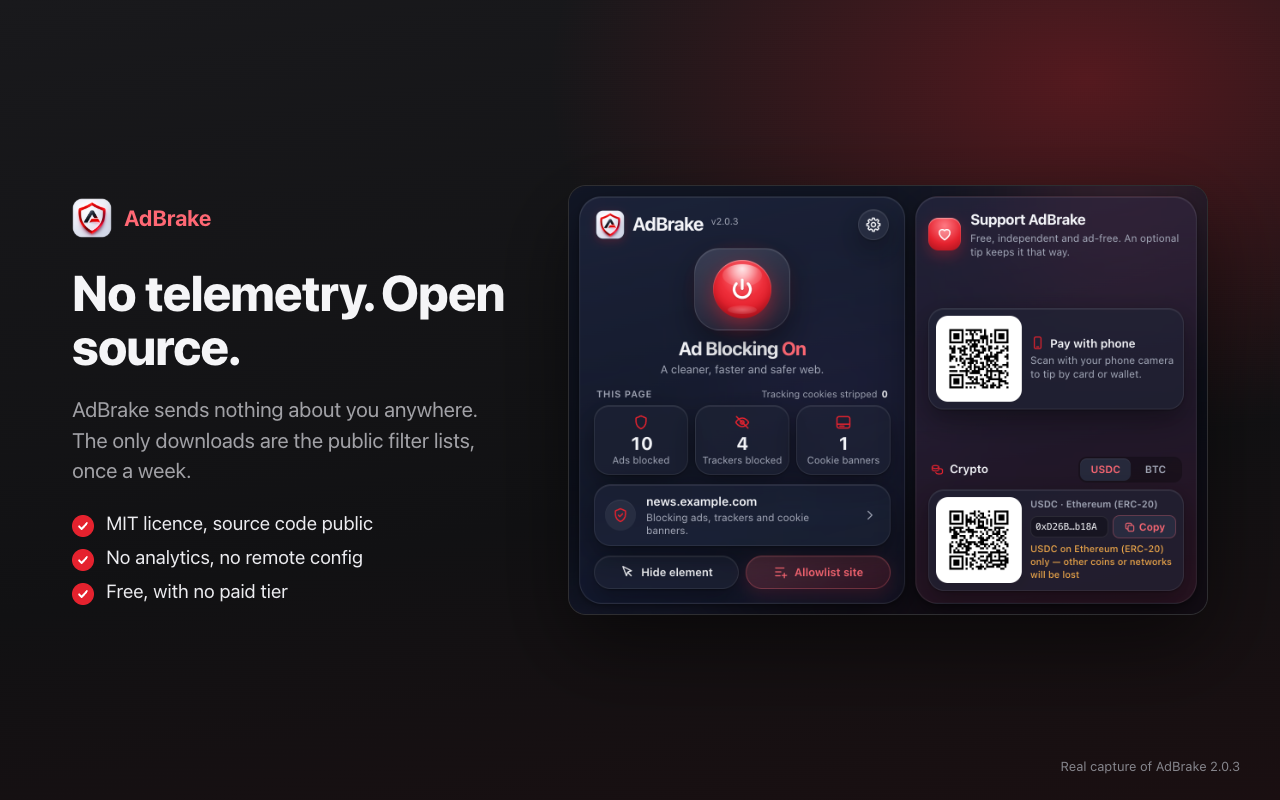 AdBrake
No telemetry. Open
source.
AdBrake sends nothing about you anywhere.
The only downloads are the public filter lists,
once a week.
MIT licence, source code public
No analytics, no remote config
Free, with no paid tier
AdBrake v2.0.3
Ad Blocking On
A cleaner, faster and safer web.
THIS PAGE
Tracking cookies stripped 0
10
Ads blocked
4
Trackers blocked
1
Cookie banners
news.example.com
Blocking ads, trackers and cookie
banners.
Hide element
Allowlist site
Support AdBrake
Free, independent and ad-free. An optional
tip keeps it that way.
Pay with phone
Scan with your phone camera
to tip by card or wallet.
Crypto
USDC
BTC
USDC · Ethereum (ERC-20)
0xD26B…b18A
Copy
USDC on Ethereum (ERC-20)
only — other coins or networks
will be lost
Real capture of AdBrake 2.0.3